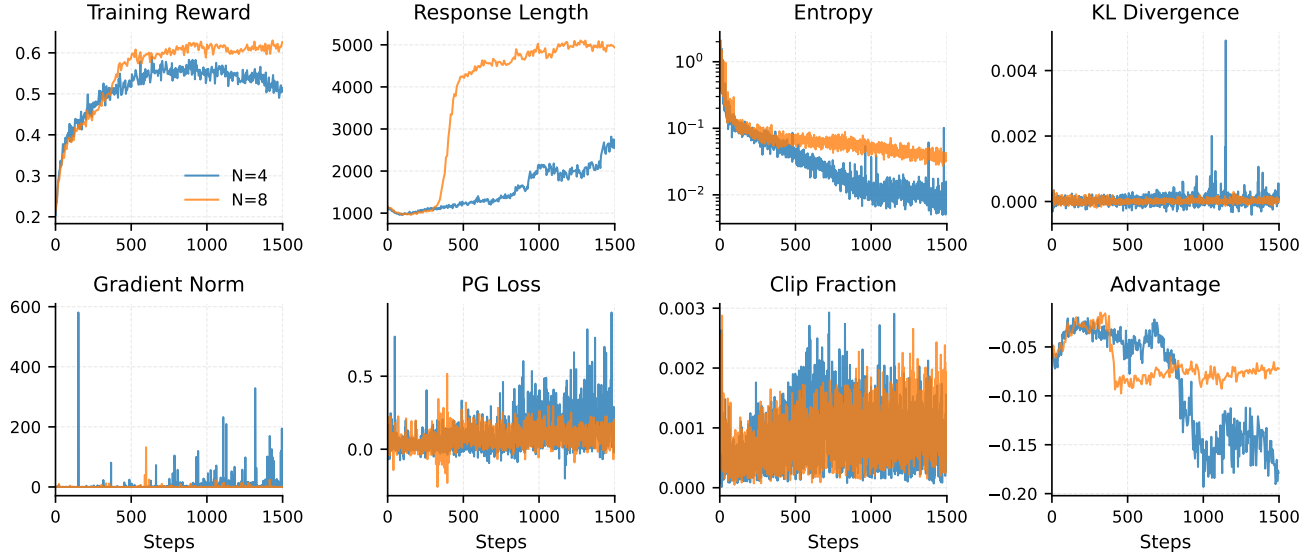 Training Reward
0.6
0.5
0.4
0.3
0.2
0 500 1000 1500
N=4
N=8
Response Length
5000
4000
3000
2000
1000
0 500 1000 1500
Entropy
10⁰
10⁻¹
10⁻²
0 500 1000 1500
KL Divergence
0.004
0.002
0.000
0 500 1000 1500
Gradient Norm
600
400
200
0
0 500 1000 1500
Steps
PG Loss
0.5
0.0
0 500 1000 1500
Steps
Clip Fraction
0.003
0.002
0.001
0.000
0 500 1000 1500
Steps
Advantage
−0.05
−0.10
−0.15
−0.20
0 500 1000 1500
Steps